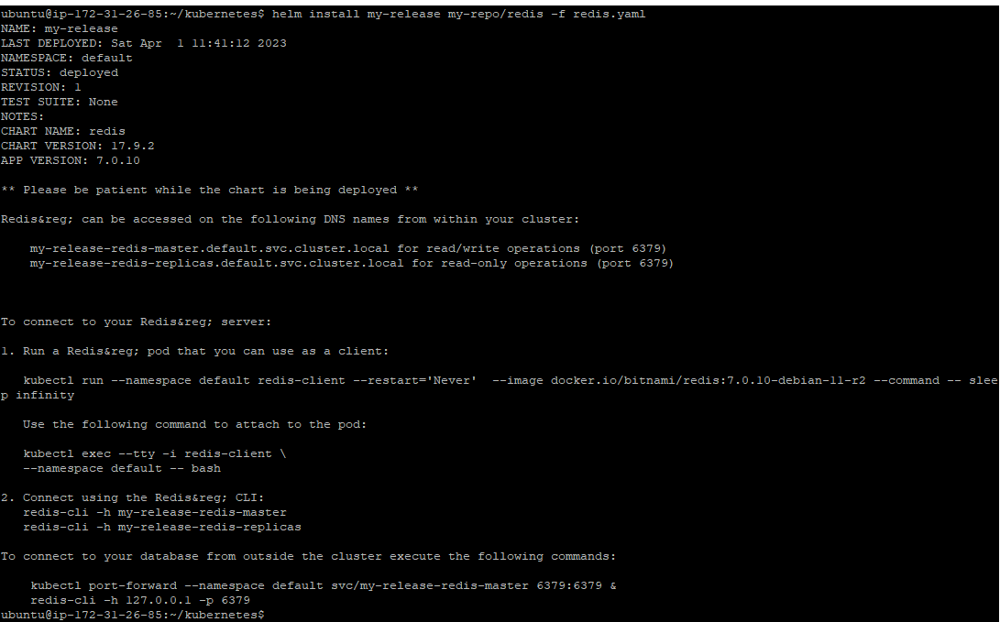 ubuntu@ip-172-31-26-85:~/kubernetes$ helm install my-release my-repo/redis -f redis.yaml
NAME: my-release
LAST DEPLOYED: Sat Apr  1 11:41:12 2023
NAMESPACE: default
STATUS: deployed
REVISION: 1
TEST SUITE: None
NOTES:
CHART NAME: redis
CHART VERSION: 17.9.2
APP VERSION: 7.0.10

** Please be patient while the chart is being deployed **

Redis&reg; can be accessed on the following DNS names from within your cluster:

    my-release-redis-master.default.svc.cluster.local for read/write operations (port 6379)
    my-release-redis-replicas.default.svc.cluster.local for read-only operations (port 6379)

To connect to your Redis&reg; server:

1. Run a Redis&reg; pod that you can use as a client:

   kubectl run --namespace default redis-client --restart='Never'  --image docker.io/bitnami/redis:7.0.10-debian-11-r2 --command -- slee
p infinity

   Use the following command to attach to the pod:

   kubectl exec --tty -i redis-client \
   --namespace default -- bash

2. Connect using the Redis&reg; CLI:
   redis-cli -h my-release-redis-master
   redis-cli -h my-release-redis-replicas

To connect to your database from outside the cluster execute the following commands:

    kubectl port-forward --namespace default svc/my-release-redis-master 6379:6379 &
    redis-cli -h 127.0.0.1 -p 6379
ubuntu@ip-172-31-26-85:~/kubernetes$